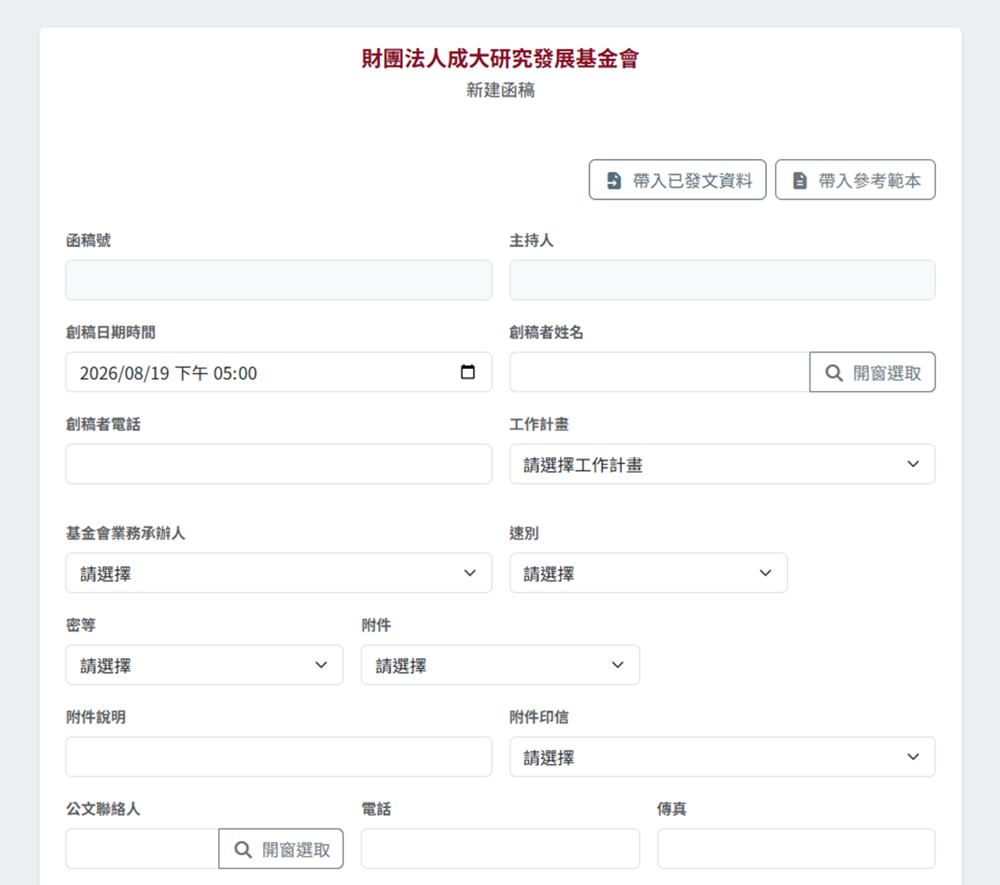 財團法人成大研究發展基金會
新建函稿
帶入已發文資料 帶入參考範本
函稿號 主持人
創稿日期時間 創稿者姓名
2026/08/19 下午 05:00 開窗選取
創稿者電話 工作計畫
請選擇工作計畫
基金會業務承辦人 速別
請選擇 請選擇
密等 附件
請選擇 請選擇
附件說明 附件印信
請選擇
公文聯絡人 電話 傳真
開窗選取